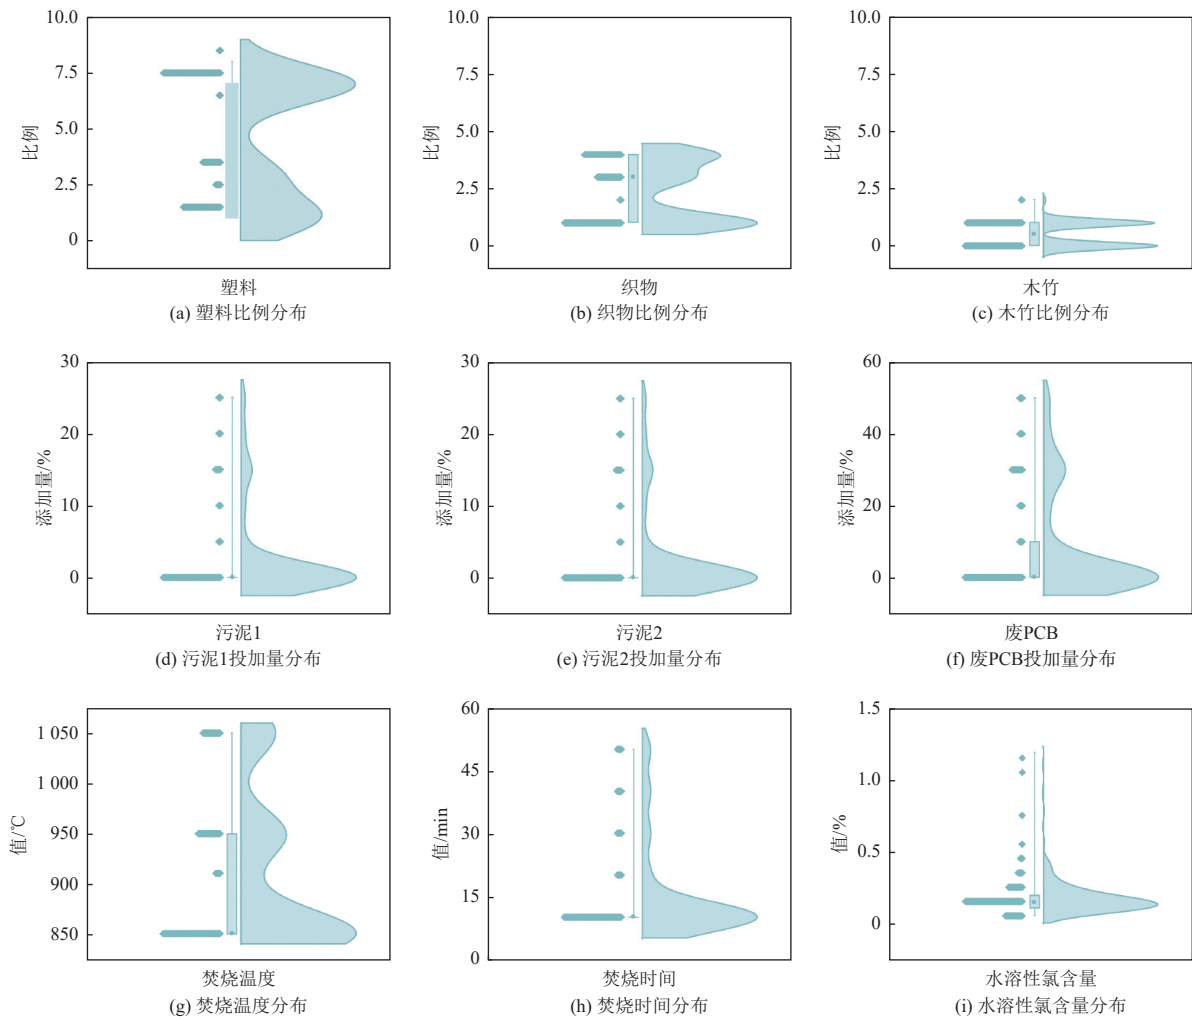 10.0
7.5
5.0
2.5
0
比例
塑料
(a) 塑料比例分布
10.0
7.5
5.0
2.5
0
比例
织物
(b) 织物比例分布
10.0
7.5
5.0
2.5
0
比例
木竹
(c) 木竹比例分布
30
20
10
0
添加量/%
污泥1
(d) 污泥1投加量分布
30
20
10
0
添加量/%
污泥2
(e) 污泥2投加量分布
60
40
20
0
添加量/%
废PCB
(f) 废PCB投加量分布
1 050
1 000
950
900
850
值/℃
焚烧温度
(g) 焚烧温度分布
60
45
30
15
0
值/min
焚烧时间
(h) 焚烧时间分布
1.5
1.0
0.5
0
值/%
水溶性氯含量
(i) 水溶性氯含量分布